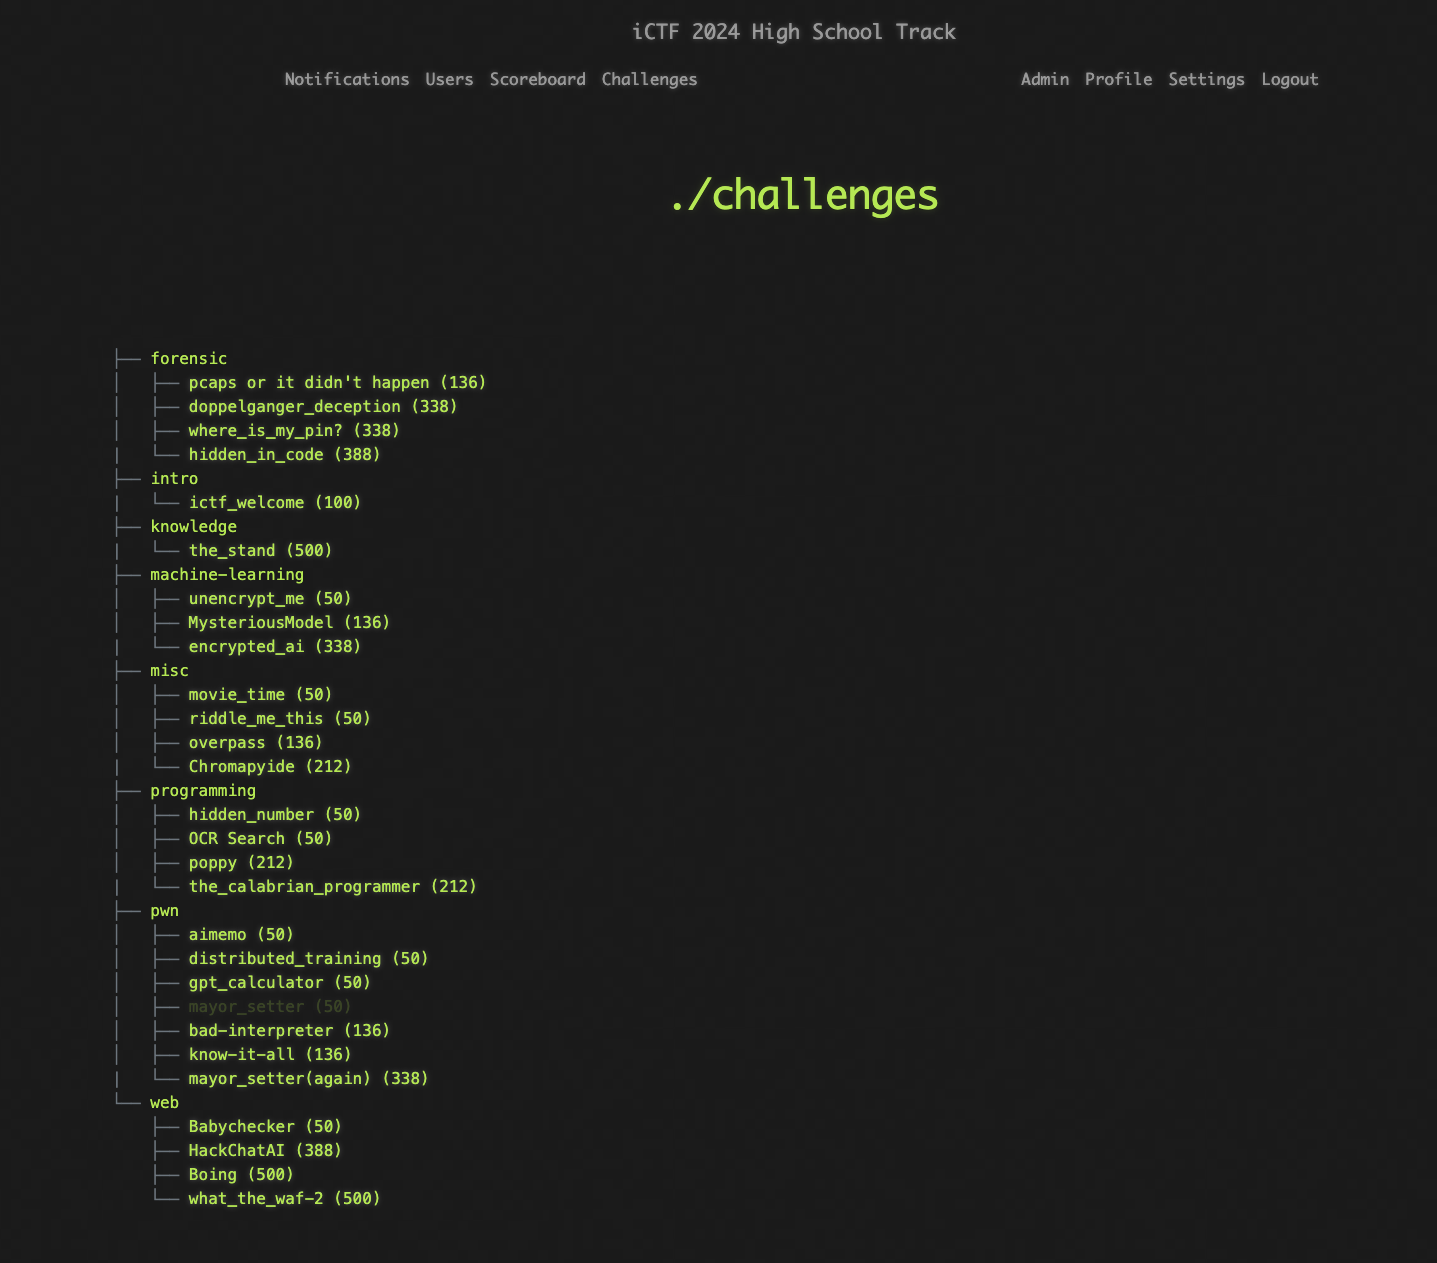 iCTF 2024 High School Track
Notifications Users Scoreboard Challenges Admin Profile Settings Logout
./challenges
├── forensic
│   ├── pcaps or it didn't happen (136)
│   ├── doppelganger_deception (338)
│   ├── where_is_my_pin? (338)
│   └── hidden_in_code (388)
├── intro
│   └── ictf_welcome (100)
├── knowledge
│   └── the_stand (500)
├── machine-learning
│   ├── unencrypt_me (50)
│   ├── MysteriousModel (136)
│   └── encrypted_ai (338)
├── misc
│   ├── movie_time (50)
│   ├── riddle_me_this (50)
│   ├── overpass (136)
│   └── Chromapyide (212)
├── programming
│   ├── hidden_number (50)
│   ├── OCR Search (50)
│   ├── poppy (212)
│   └── the_calabrian_programmer (212)
├── pwn
│   ├── aimemo (50)
│   ├── distributed_training (50)
│   ├── gpt_calculator (50)
│   ├── mayor_setter (50)
│   ├── bad-interpreter (136)
│   ├── know-it-all (136)
│   └── mayor_setter(again) (338)
└── web
    ├── Babychecker (50)
    ├── HackChatAI (388)
    ├── Boing (500)
    └── what_the_waf-2 (500)